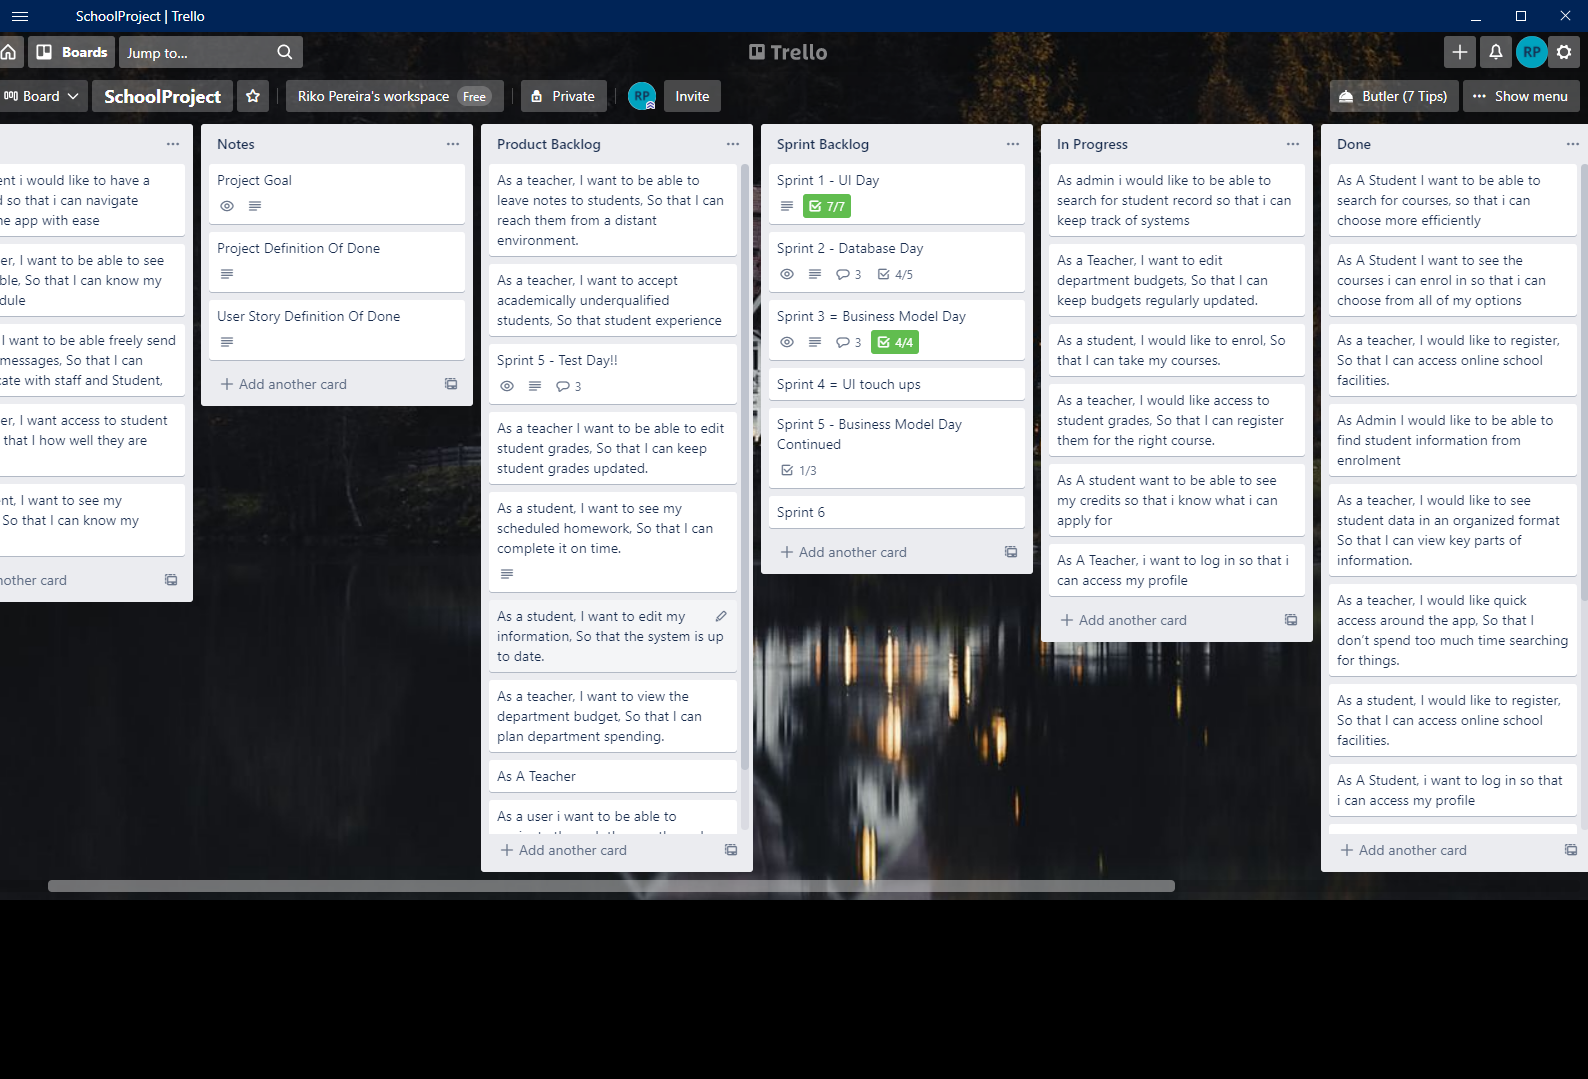 SchoolProject | Trello
Boards
Jump to...
Trello
RP
Board
SchoolProject
Riko Pereira's workspace Free
Private
RP
Invite
Butler (7 Tips)
Show menu
i would like to have a
so that i can navigate
app with ease
I want to be able to see
So that I can know my
I want to be able freely send
messages, So that I can
with staff and Student,
I want access to student
that I how well they are
I want to see my
So that I can know my
card
Notes
Project Goal
Project Definition Of Done
User Story Definition Of Done
Add another card
Product Backlog
As a teacher, I want to be able to
leave notes to students, So that I can
reach them from a distant
environment.
As a teacher, I want to accept
academically underqualified
students, So that student experience
Sprint 5 - Test Day!!
3
As a teacher I want to be able to edit
student grades, So that I can keep
student grades updated.
As a student, I want to see my
scheduled homework, So that I can
complete it on time.
As a student, I want to edit my
information, So that the system is up
to date.
As a teacher, I want to view the
department budget, So that I can
plan department spending.
As A Teacher
As a user i want to be able to
Add another card
Sprint Backlog
Sprint 1 - UI Day
7/7
Sprint 2 - Database Day
3 4/5
Sprint 3 = Business Model Day
3 4/4
Sprint 4 = UI touch ups
Sprint 5 - Business Model Day
Continued
1/3
Sprint 6
Add another card
In Progress
As admin i would like to be able to
search for student record so that i can
keep track of systems
As a Teacher, I want to edit
department budgets, So that I can
keep budgets regularly updated.
As a student, I would like to enrol, So
that I can take my courses.
As a teacher, I would like access to
student grades, So that I can register
them for the right course.
As A student want to be able to see
my credits so that i know what i can
apply for
As A Teacher, i want to log in so that i
can access my profile
Add another card
Done
As A Student I want to be able to
search for courses, so that i can
choose more efficiently
As A Student I want to see the
courses i can enrol in so that i can
choose from all of my options
As a teacher, I would like to register,
So that I can access online school
facilities.
As Admin I would like to be able to
find student information from
enrolment
As a teacher, I would like to see
student data in an organized format
So that I can view key parts of
information.
As a teacher, I would like quick
access around the app, So that I
don't spend too much time searching
for things.
As a student, I would like to register,
So that I can access online school
facilities.
As A Student, i want to log in so that
i can access my profile
Add another card